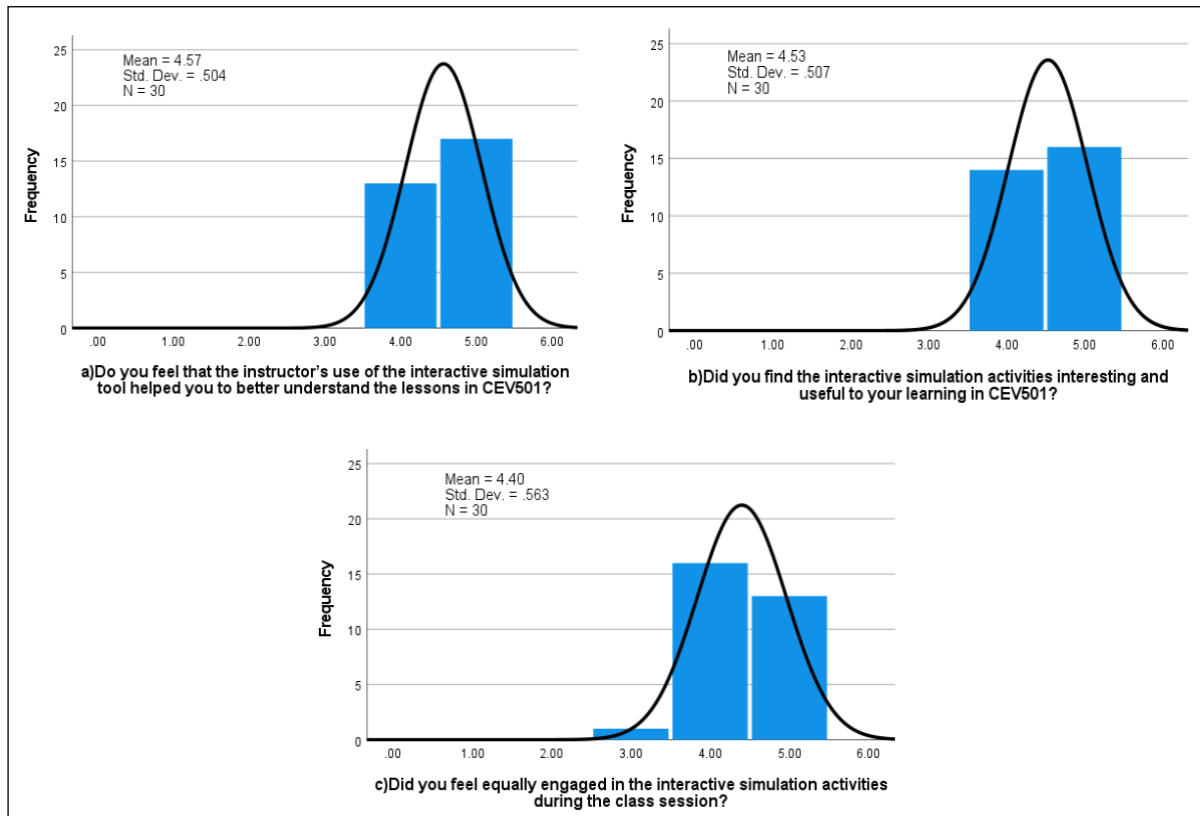 Mean = 4.57
Std. Dev. = .504
N = 30
Frequency
25
20
15
10
5
0
.00 1.00 2.00 3.00 4.00 5.00 6.00
a)Do you feel that the instructor's use of the interactive simulation
tool helped you to better understand the lessons in CEV501?
Mean = 4.53
Std. Dev. = .507
N = 30
Frequency
25
20
15
10
5
0
.00 1.00 2.00 3.00 4.00 5.00 6.00
b)Did you find the interactive simulation activities interesting and
useful to your learning in CEV501?
Mean = 4.40
Std. Dev. = .563
N = 30
Frequency
25
20
15
10
5
0
.00 1.00 2.00 3.00 4.00 5.00 6.00
c)Did you feel equally engaged in the interactive simulation activities
during the class session?